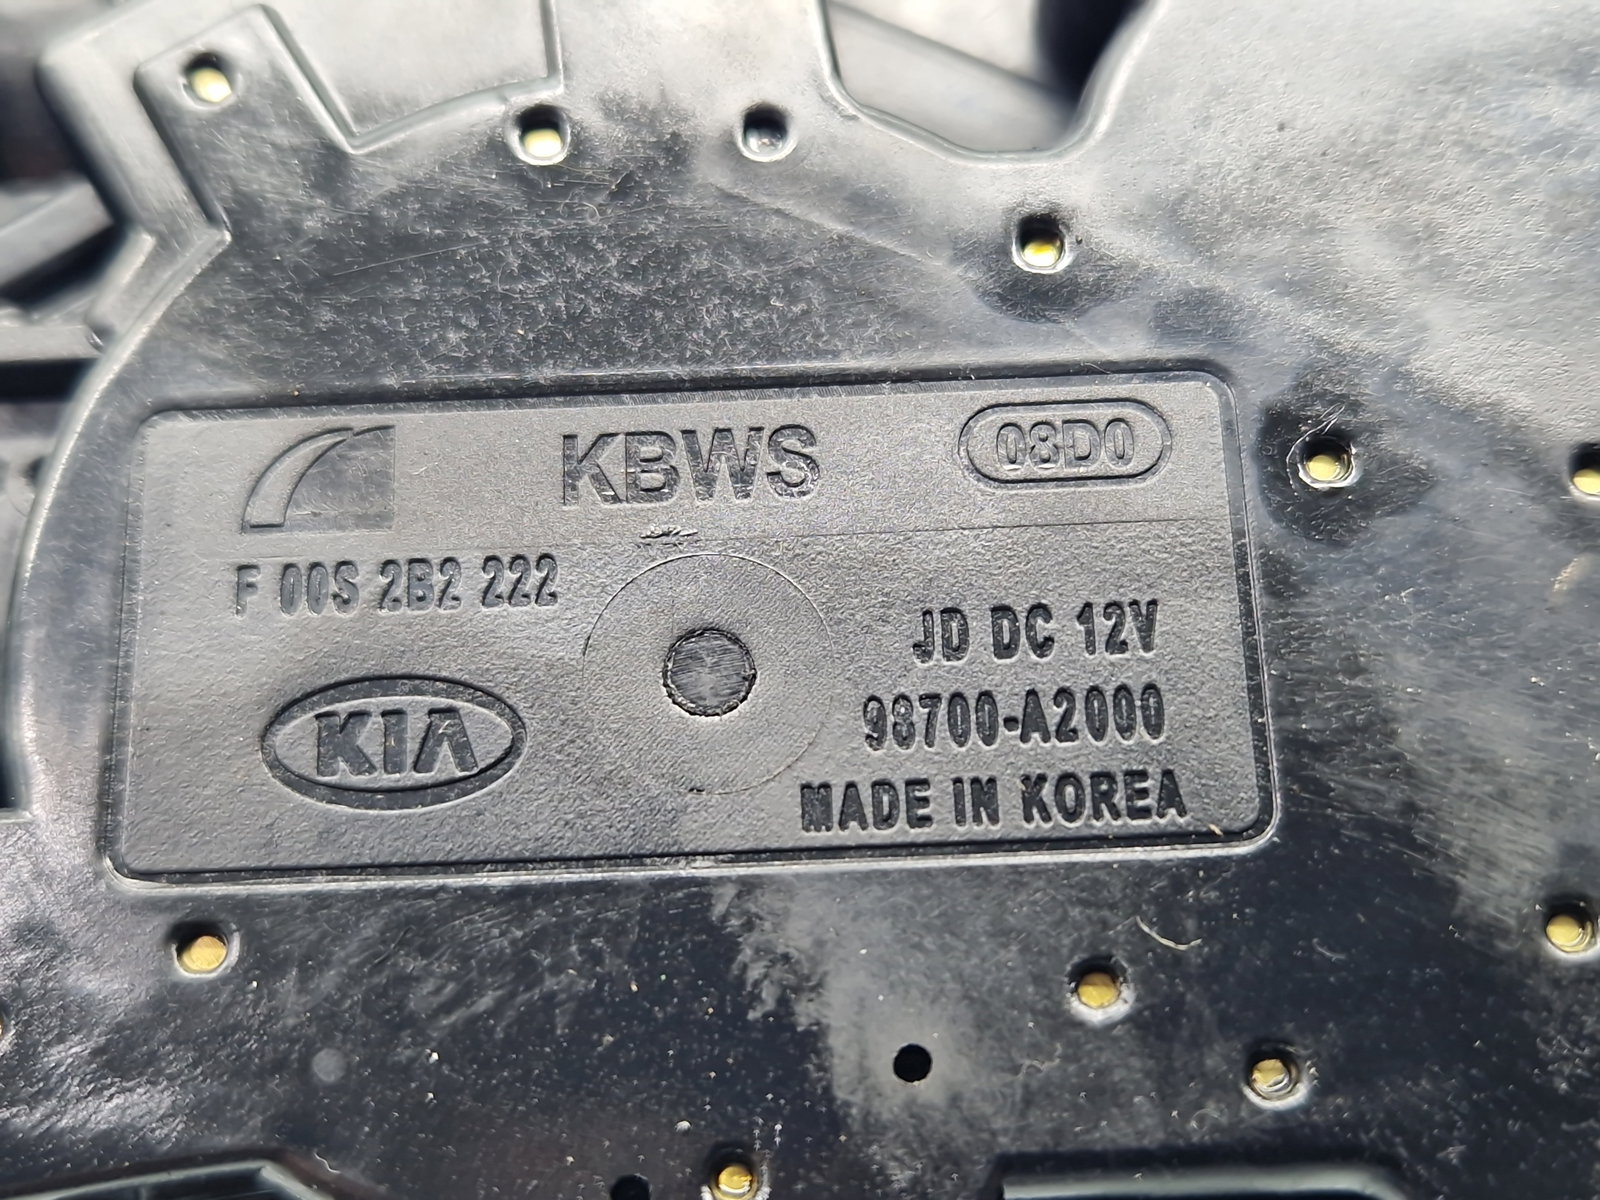 KBWS
08D0
F 00S 2B2 222
JD DC 12V
KIA
98700-A2000
MADE IN KOREA